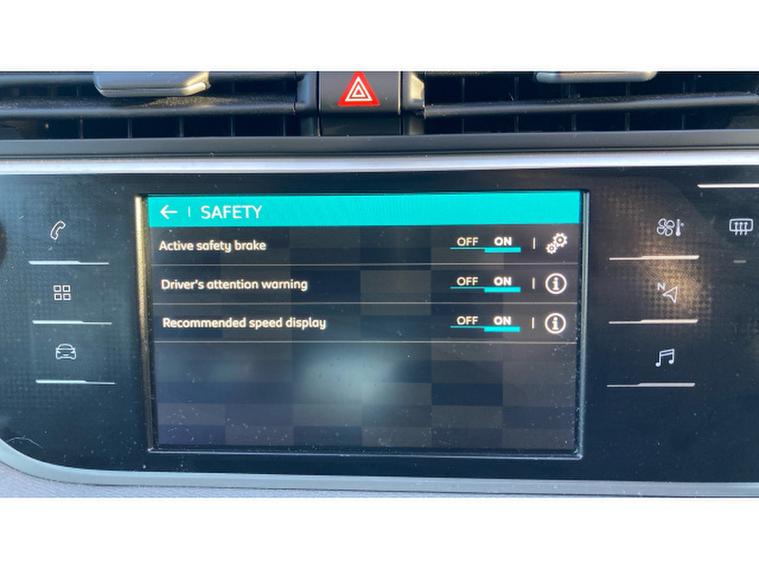 SAFETY
Active safety brake OFF ON
Driver's attention warning OFF ON
Recommended speed display OFF ON
N